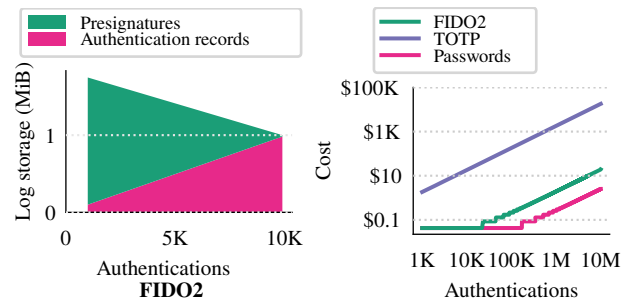 Presignatures
Authentication records
Log storage (MiB)
1
0
0
5K
10K
Authentications
FIDO2
FIDO2
TOTP
Passwords
Cost
$100K
$1K
$10
$0.1
1K
10K
100K
1M
10M
Authentications